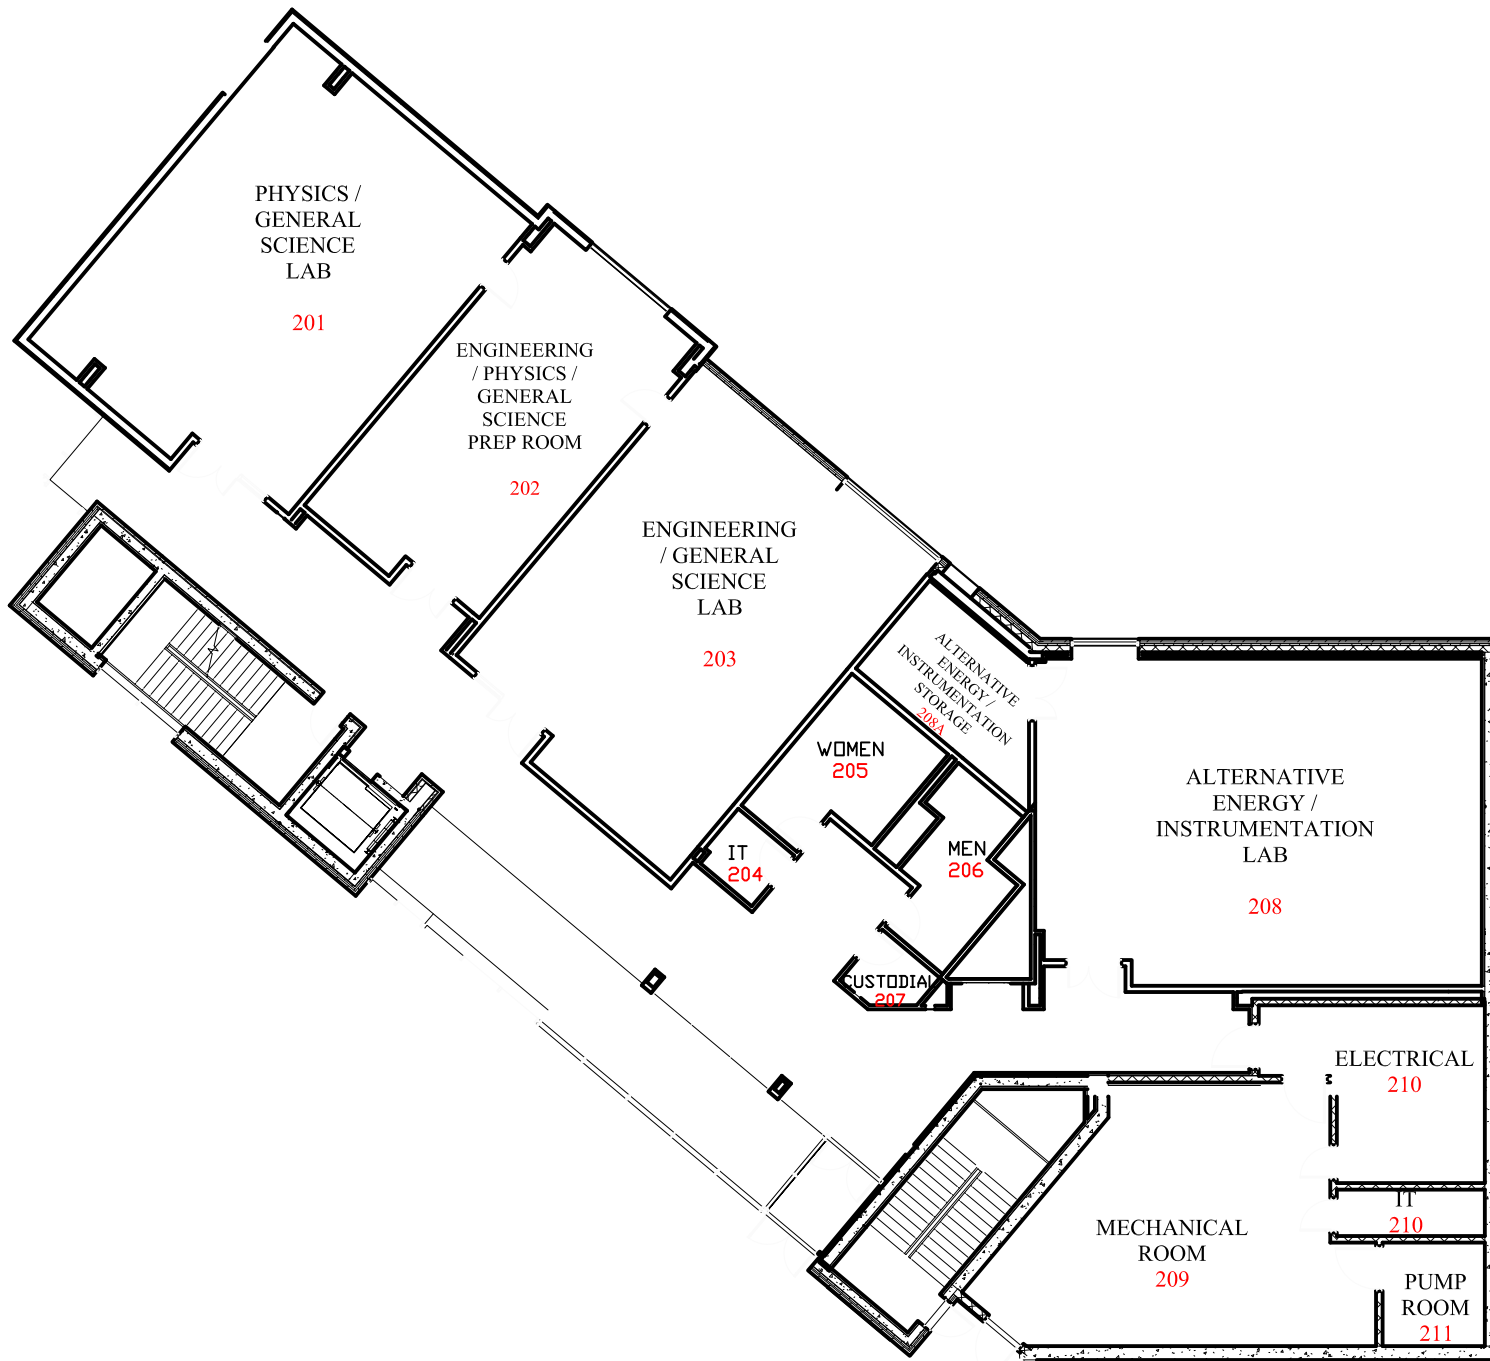 PHYSICS /
GENERAL
SCIENCE
LAB
201
ENGINEERING
/ PHYSICS /
GENERAL
SCIENCE
PREP ROOM
202
ENGINEERING
/ GENERAL
SCIENCE
LAB
203
ALTERNATIVE
ENERGY /
INSTRUMENTATION
STORAGE
208A
WOMEN
205
IT
204
MEN
206
CUSTODIAL
207
ALTERNATIVE
ENERGY /
INSTRUMENTATION
LAB
208
ELECTRICAL
210
IT
210
MECHANICAL
ROOM
209
PUMP
ROOM
211